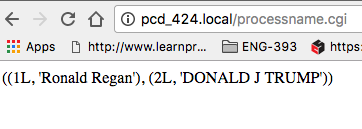 pcd_424.local/processname.cgi
Apps http://www.learnpr... ENG-393 https:
((1L, 'Ronald Regan'), (2L, 'DONALD J TRUMP'))